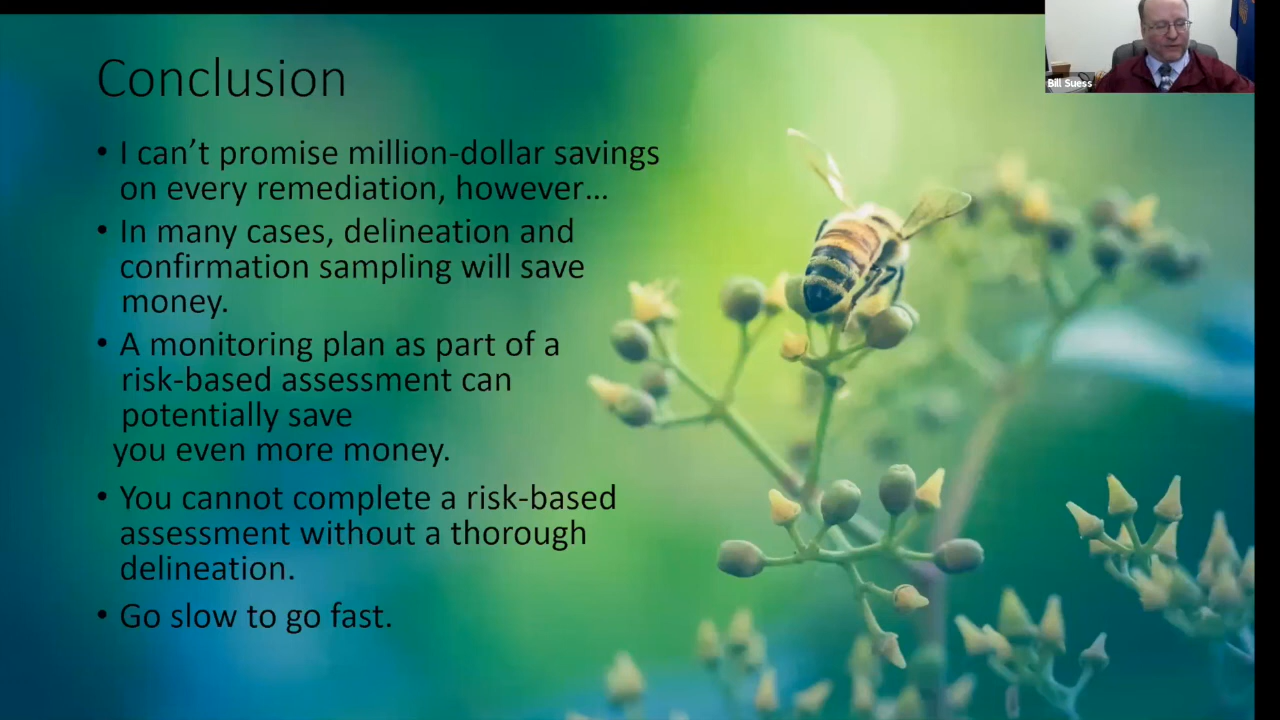 Conclusion
• I can’t promise million-dollar savings
on every remediation, however…
• In many cases, delineation and
confirmation sampling will save
money.
• A monitoring plan as part of a
risk-based assessment can
potentially save
you even more money.
• You cannot complete a risk-based
assessment without a thorough
delineation.
• Go slow to go fast.
Bill Suess